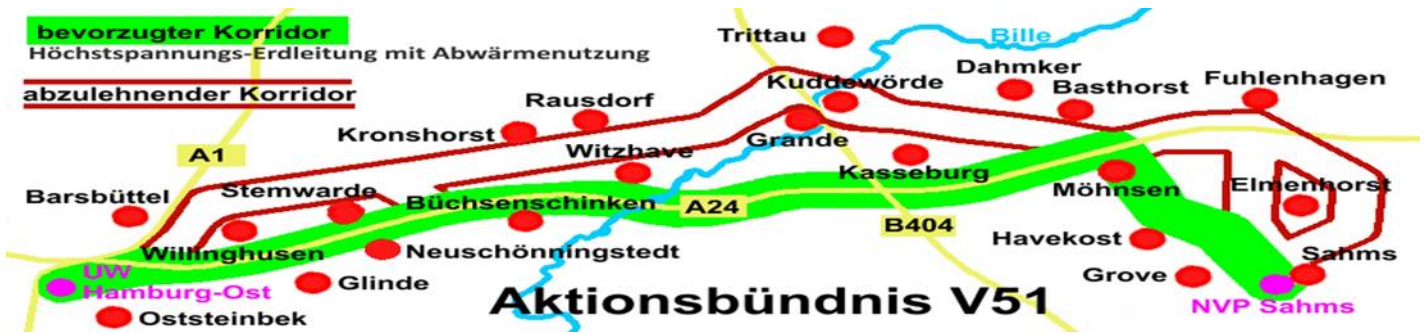 bevorzugter Korridor
Höchstspannungs-Erdleitung mit Abwärmenutzung
abzulehnender Korridor
Trittau
Bille
Dahmker
Kuddewörde
Basthorst
Fuhlenhagen
Rausdorf
Kronshorst
Grande
A1
Witzhave
Kasseburg
Barsbüttel
Stemwarde
Möhnsen
Elmenhorst
Büchsenschinken
A24
B404
Willinghusen
Neuschönningstedt
Havekost
Sahms
UW
Hamburg-Ost
Glinde
Grove
Aktionsbündnis V51
NVP Sahms
Oststeinbek